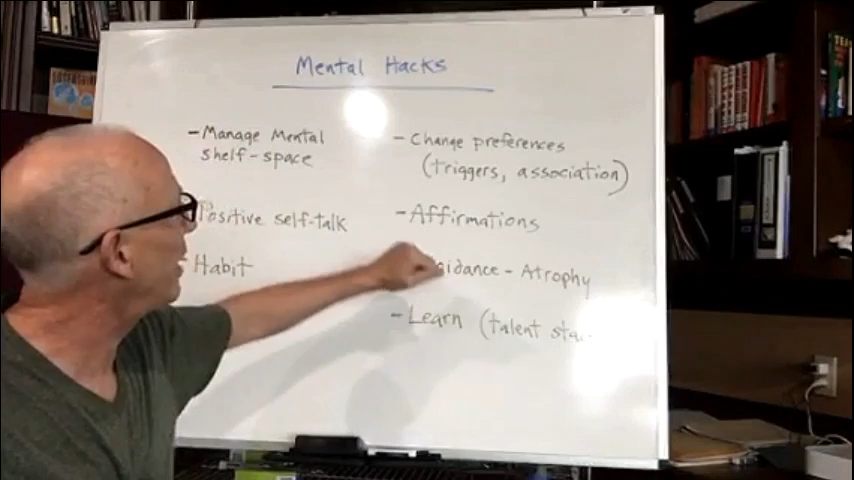 Mental Hacks
- Manage Mental
shelf-space
Positive self-talk
Habit
- Change preferences
(triggers, association)
- Affirmations
- Atrophy
- Learn (talent